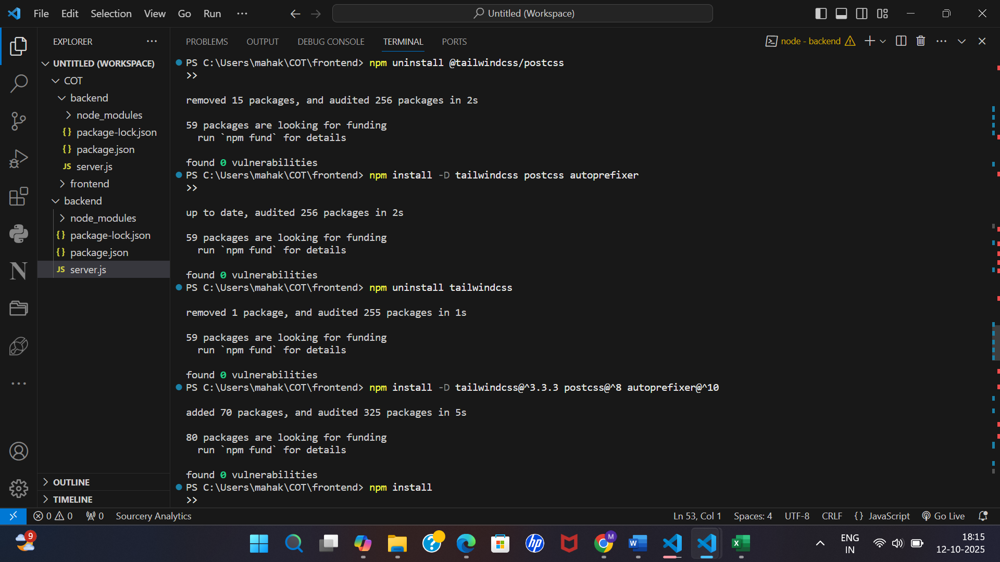 File Edit Selection View Go Run ···
Untitled (Workspace)
EXPLORER
UNTITLED (WORKSPACE)
COT
backend
node_modules
{} package-lock.json
{} package.json
JS server.js
frontend
backend
node_modules
{} package-lock.json
{} package.json
JS server.js
OUTLINE
TIMELINE
PROBLEMS OUTPUT DEBUG CONSOLE TERMINAL PORTS
node - backend
PS C:\Users\mahak\COT\frontend> npm uninstall @tailwindcss/postcss
>>
removed 15 packages, and audited 256 packages in 2s
59 packages are looking for funding
run `npm fund` for details
found 0 vulnerabilities
PS C:\Users\mahak\COT\frontend> npm install -D tailwindcss postcss autoprefixer
>>
up to date, audited 256 packages in 2s
59 packages are looking for funding
run `npm fund` for details
found 0 vulnerabilities
PS C:\Users\mahak\COT\frontend> npm uninstall tailwindcss
removed 1 package, and audited 255 packages in 1s
59 packages are looking for funding
run `npm fund` for details
found 0 vulnerabilities
PS C:\Users\mahak\COT\frontend> npm install -D tailwindcss@^3.3.3 postcss@^8 autoprefixer@^10
added 70 packages, and audited 325 packages in 5s
80 packages are looking for funding
run `npm fund` for details
found 0 vulnerabilities
PS C:\Users\mahak\COT\frontend> npm install
>>
0 0 0 Sourcery Analytics
Ln 53, Col 1 Spaces: 4 UTF-8 CRLF {} JavaScript Go Live
9
hp
M
ENG
IN
18:15
12-10-2025